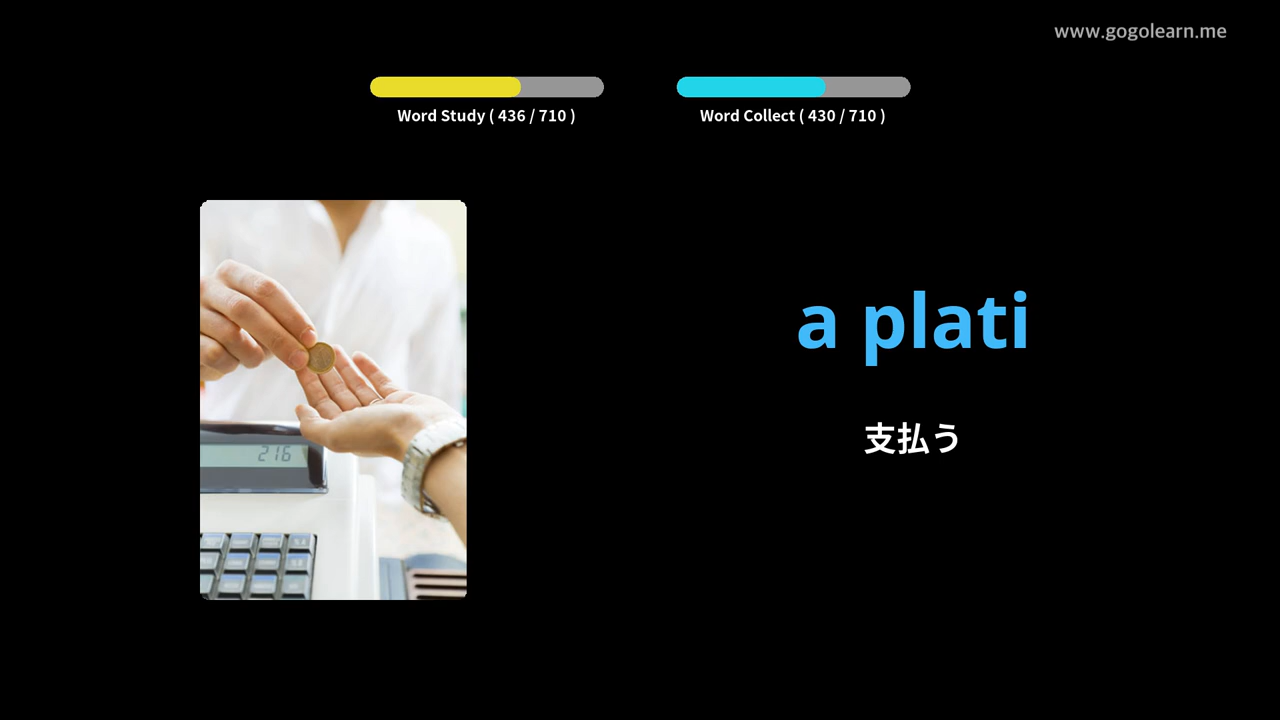 www.gogolearn.me
Word Study ( 436 / 710 )
Word Collect ( 430 / 710 )
a plati
支払う
216